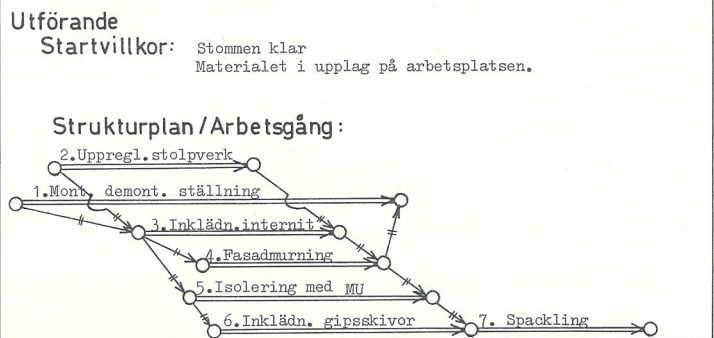 Utförande
Startvillkor: Stommen klar
Materialet i upplag på arbetsplatsen.
Strukturplan/Arbetsgång:
2.Uppregl.stolpverk
1.Mont. demont. ställning
3.Inklädn.internit
4.Fasadmurning
5.Isolering med MU
6.Inklädn. gipsskivor
7. Spackling